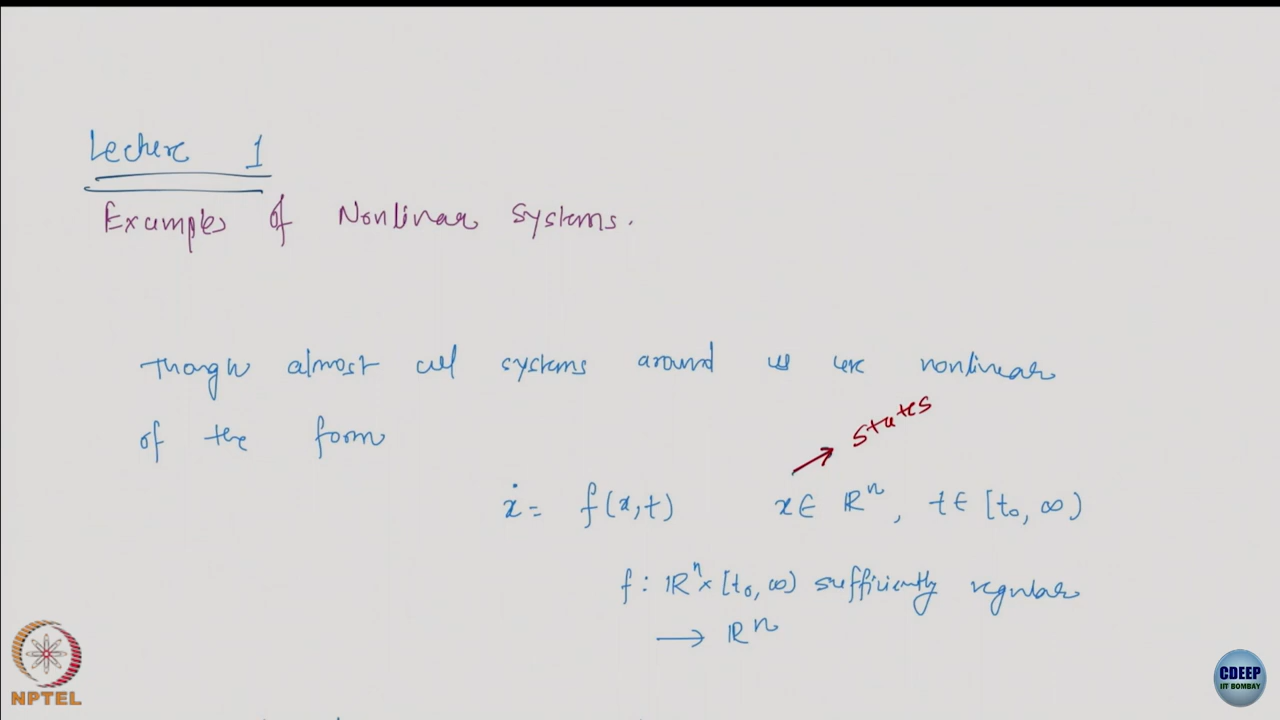 Lecture 1
Examples of Nonlinear Systems.
Though almost all systems around us are nonlinear
of the form
states
ẋ = f(x,t) x ∈ ℝⁿ, t ∈ [t₀, ∞)
f : ℝⁿ × [t₀, ∞) sufficiently regular
→ ℝⁿ
NPTEL
CDEEP
IIT BOMBAY